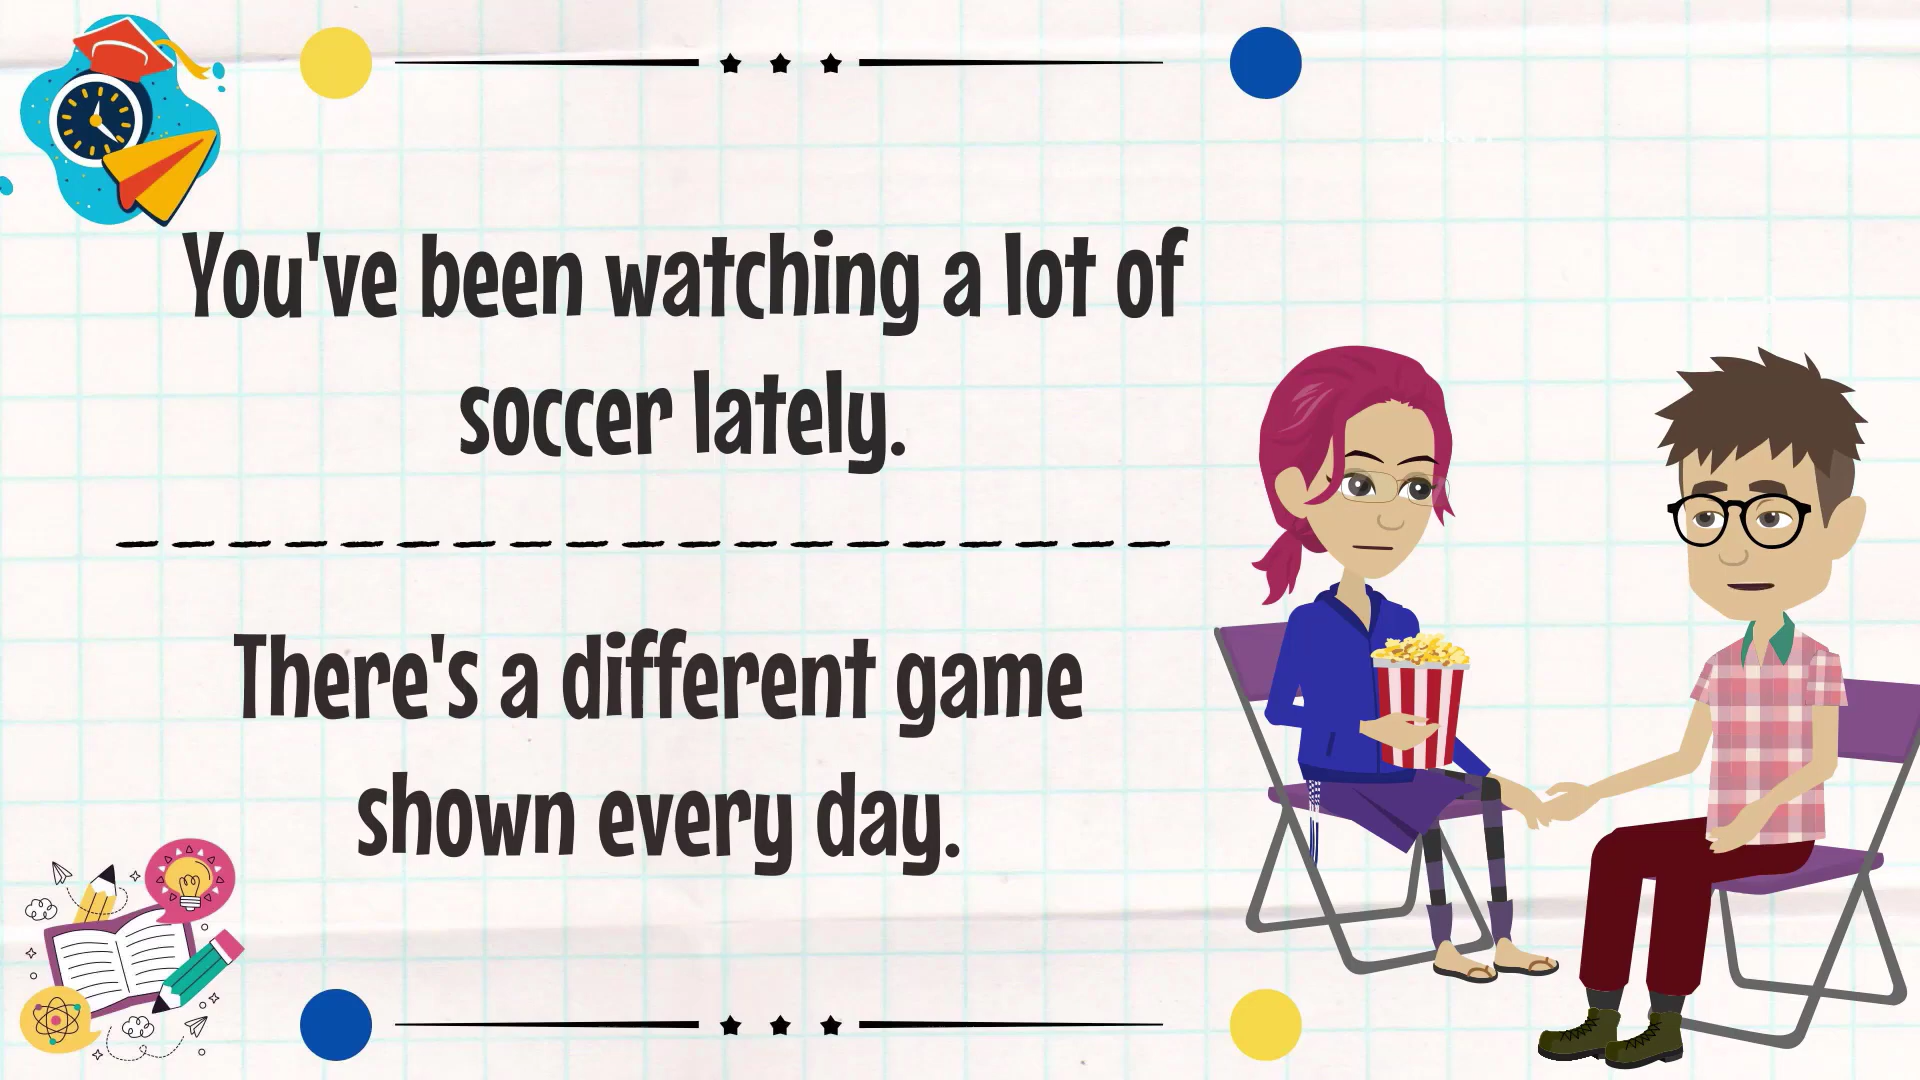 You've been watching a lot of
soccer lately.
There's a different game
shown every day.